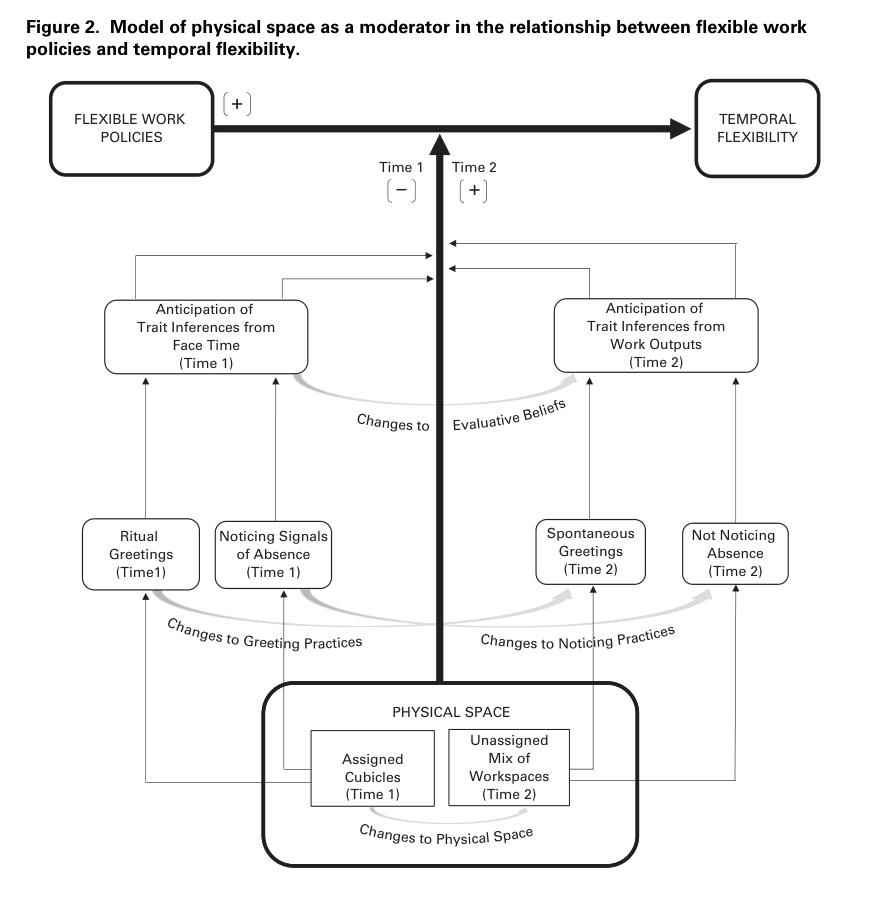 Figure 2.  Model of physical space as a moderator in the relationship between flexible work
policies and temporal flexibility.
FLEXIBLE WORK
POLICIES
[+]
TEMPORAL
FLEXIBILITY
Time 1
[−]
Time 2
[+]
Anticipation of
Trait Inferences from
Face Time
(Time 1)
Anticipation of
Trait Inferences from
Work Outputs
(Time 2)
Changes to Evaluative Beliefs
Ritual
Greetings
(Time1)
Noticing Signals
of Absence
(Time 1)
Spontaneous
Greetings
(Time 2)
Not Noticing
Absence
(Time 2)
Changes to Greeting Practices
Changes to Noticing Practices
PHYSICAL SPACE
Assigned
Cubicles
(Time 1)
Unassigned
Mix of
Workspaces
(Time 2)
Changes to Physical Space